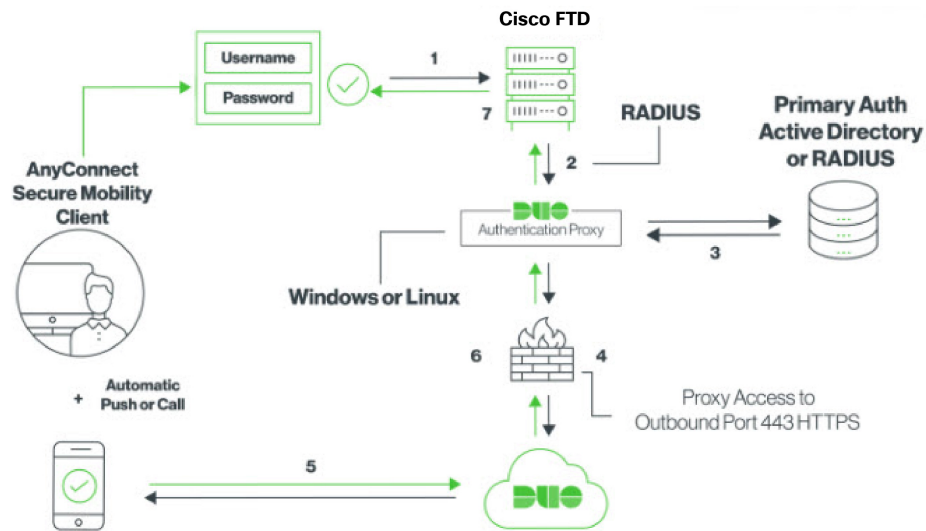 Cisco FTD
Username
Password
1
7
RADIUS
2
Primary Auth
Active Directory
or RADIUS
AnyConnect
Secure Mobility
Client
DUO
Authentication Proxy
3
Windows or Linux
6
4
Automatic
+
Push or Call
Proxy Access to
Outbound Port 443 HTTPS
5
DUO